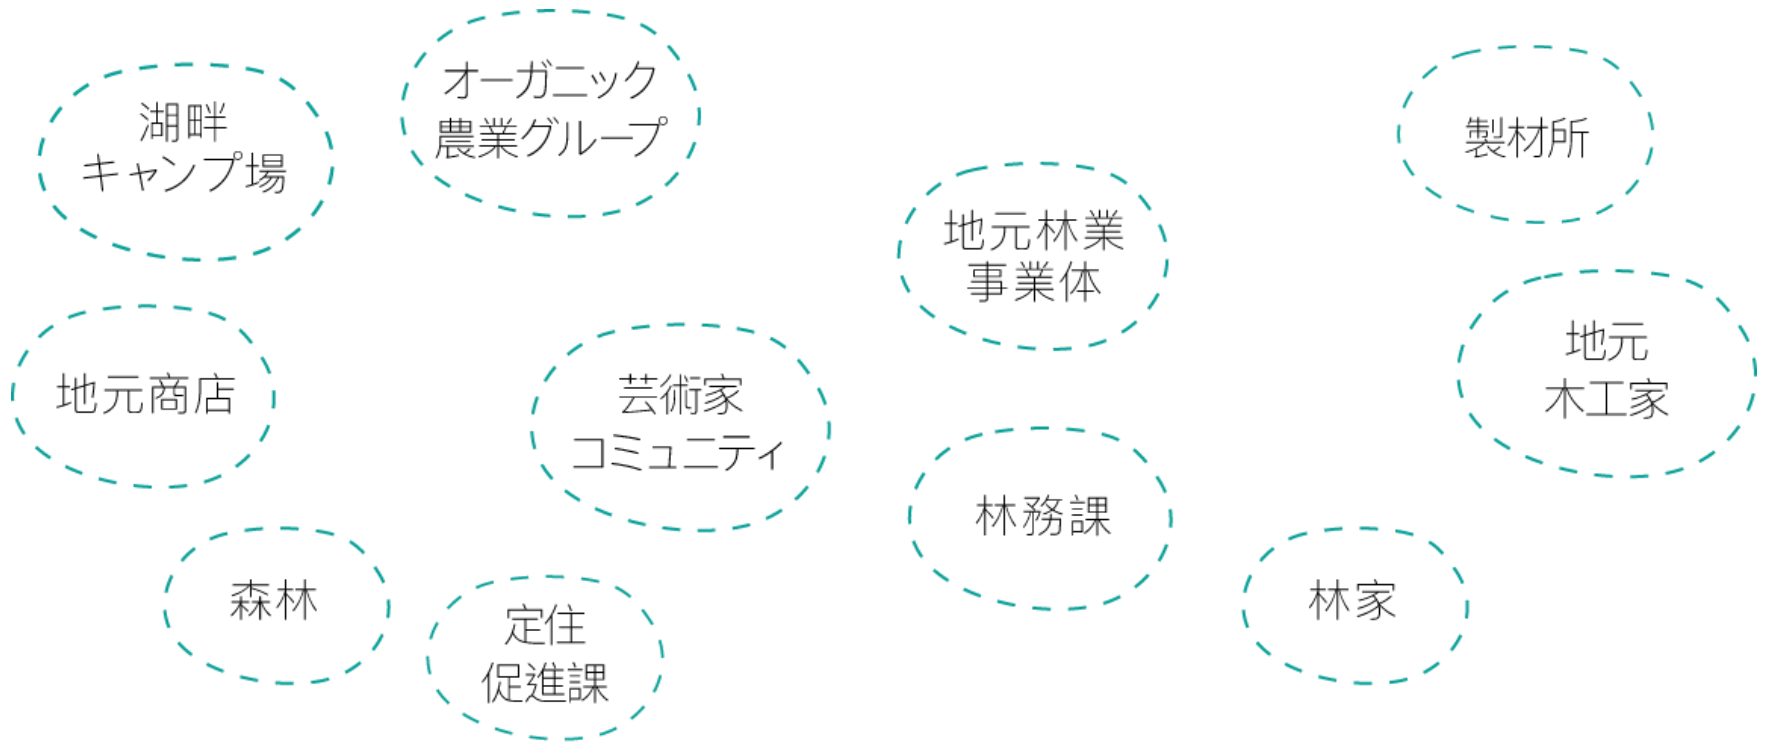 湖畔
キャンプ場
オーガニック
農業グループ
製材所
地元林業
事業体
地元商店
芸術家
コミュニティ
地元
木工家
林務課
森林
定住
促進課
林家